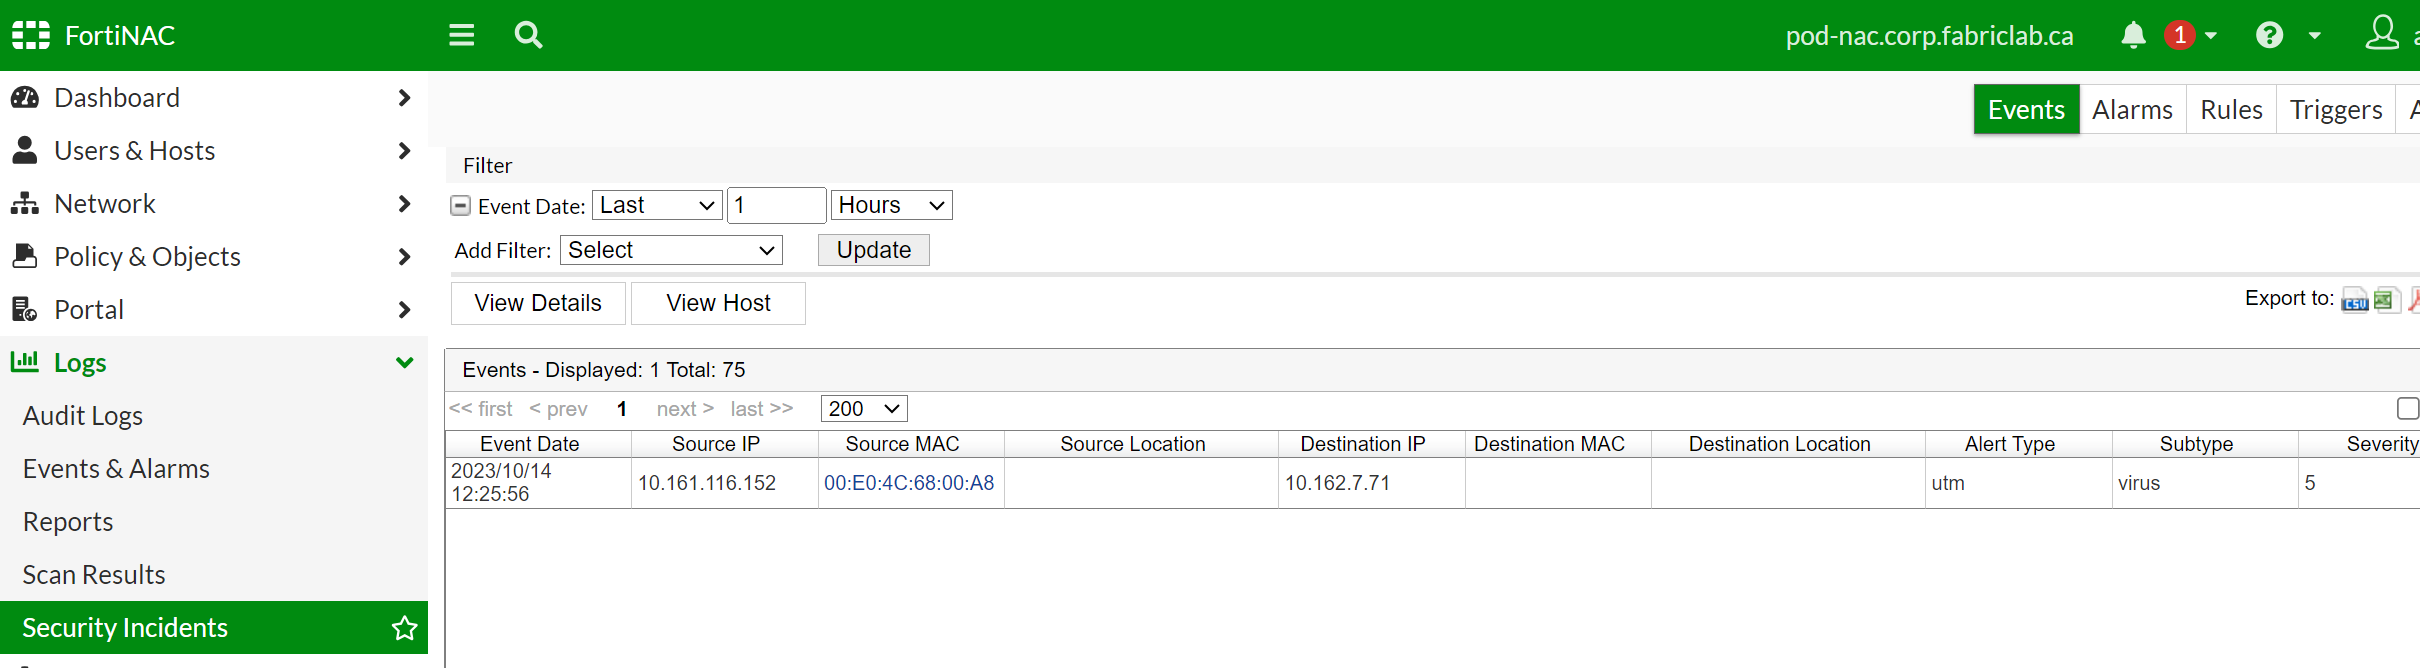 FortiNAC
pod-nac.corp.fabriclab.ca
1
Dashboard
Users & Hosts
Network
Policy & Objects
Portal
Logs
Audit Logs
Events & Alarms
Reports
Scan Results
Security Incidents
Events Alarms Rules Triggers
Filter
Event Date: Last 1 Hours
Add Filter: Select Update
View Details View Host
Export to: CSV
Events - Displayed: 1 Total: 75
<< first < prev 1 next > last >> 200
Event Date Source IP Source MAC Source Location Destination IP Destination MAC Destination Location Alert Type Subtype Severity
2023/10/14
12:25:56
10.161.116.152 00:E0:4C:68:00:A8 10.162.7.71 utm virus 5